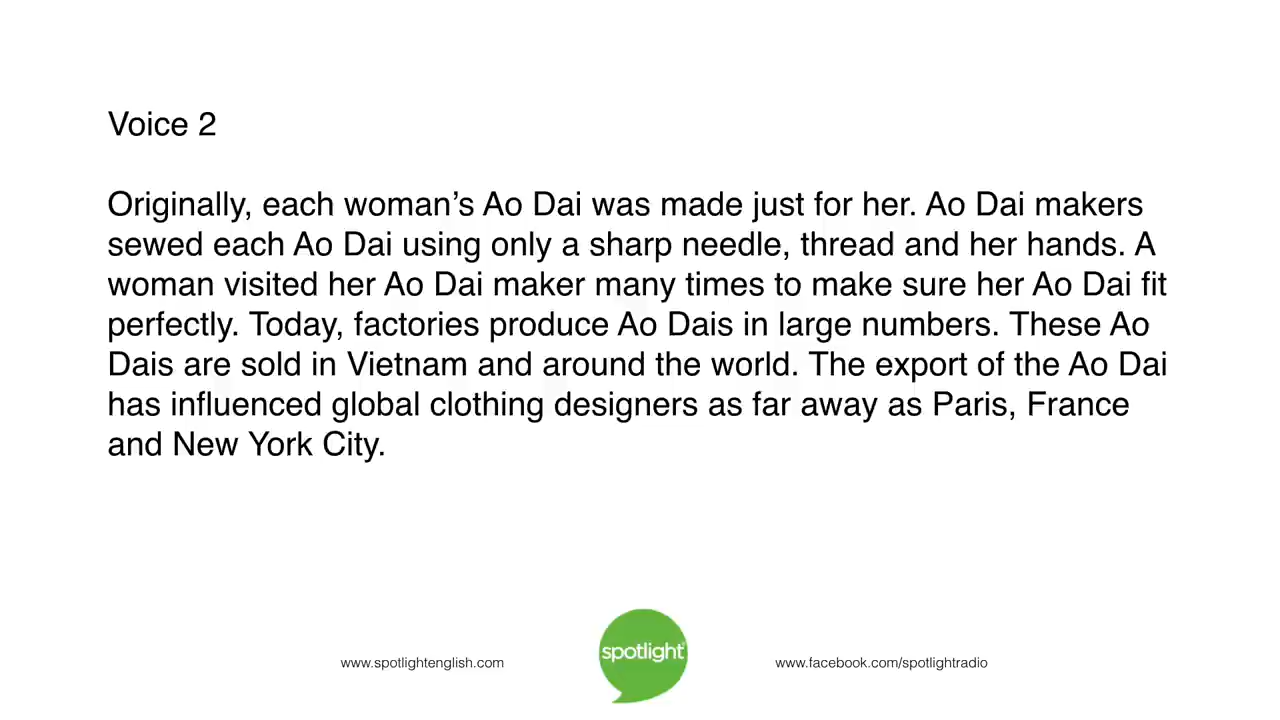 Voice 2
Originally, each woman’s Ao Dai was made just for her. Ao Dai makers
sewed each Ao Dai using only a sharp needle, thread and her hands. A
woman visited her Ao Dai maker many times to make sure her Ao Dai fit
perfectly. Today, factories produce Ao Dais in large numbers. These Ao
Dais are sold in Vietnam and around the world. The export of the Ao Dai
has influenced global clothing designers as far away as Paris, France
and New York City.
www.spotlightenglish.com
spotlight
www.facebook.com/spotlightradio